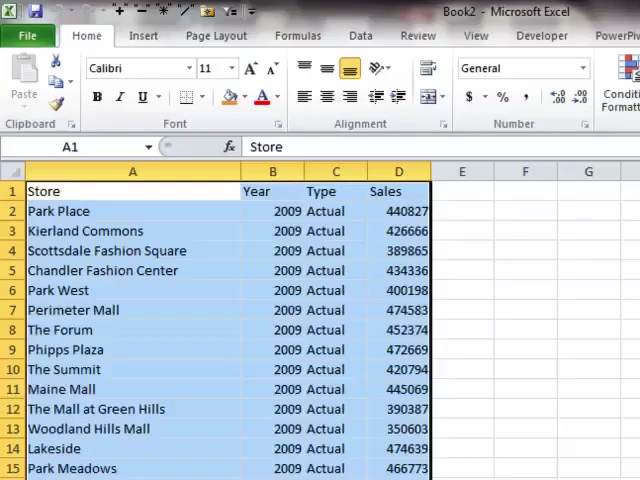 Book2 - Microsoft Excel
File Home Insert Page Layout Formulas Data Review View Developer PowerPiv
Paste Calibri 11 A A General Conditi
B I U A $ % , .00 .0 Formatt
Clipboard Font Alignment Number
A1 fx Store
A B C D E F G
1 Store Year Type Sales
2 Park Place 2009 Actual 440827
3 Kierland Commons 2009 Actual 426666
4 Scottsdale Fashion Square 2009 Actual 389865
5 Chandler Fashion Center 2009 Actual 434336
6 Park West 2009 Actual 400198
7 Perimeter Mall 2009 Actual 474583
8 The Forum 2009 Actual 452374
9 Phipps Plaza 2009 Actual 472669
10 The Summit 2009 Actual 420794
11 Maine Mall 2009 Actual 445069
12 The Mall at Green Hills 2009 Actual 390387
13 Woodland Hills Mall 2009 Actual 350603
14 Lakeside 2009 Actual 474639
15 Park Meadows 2009 Actual 466773